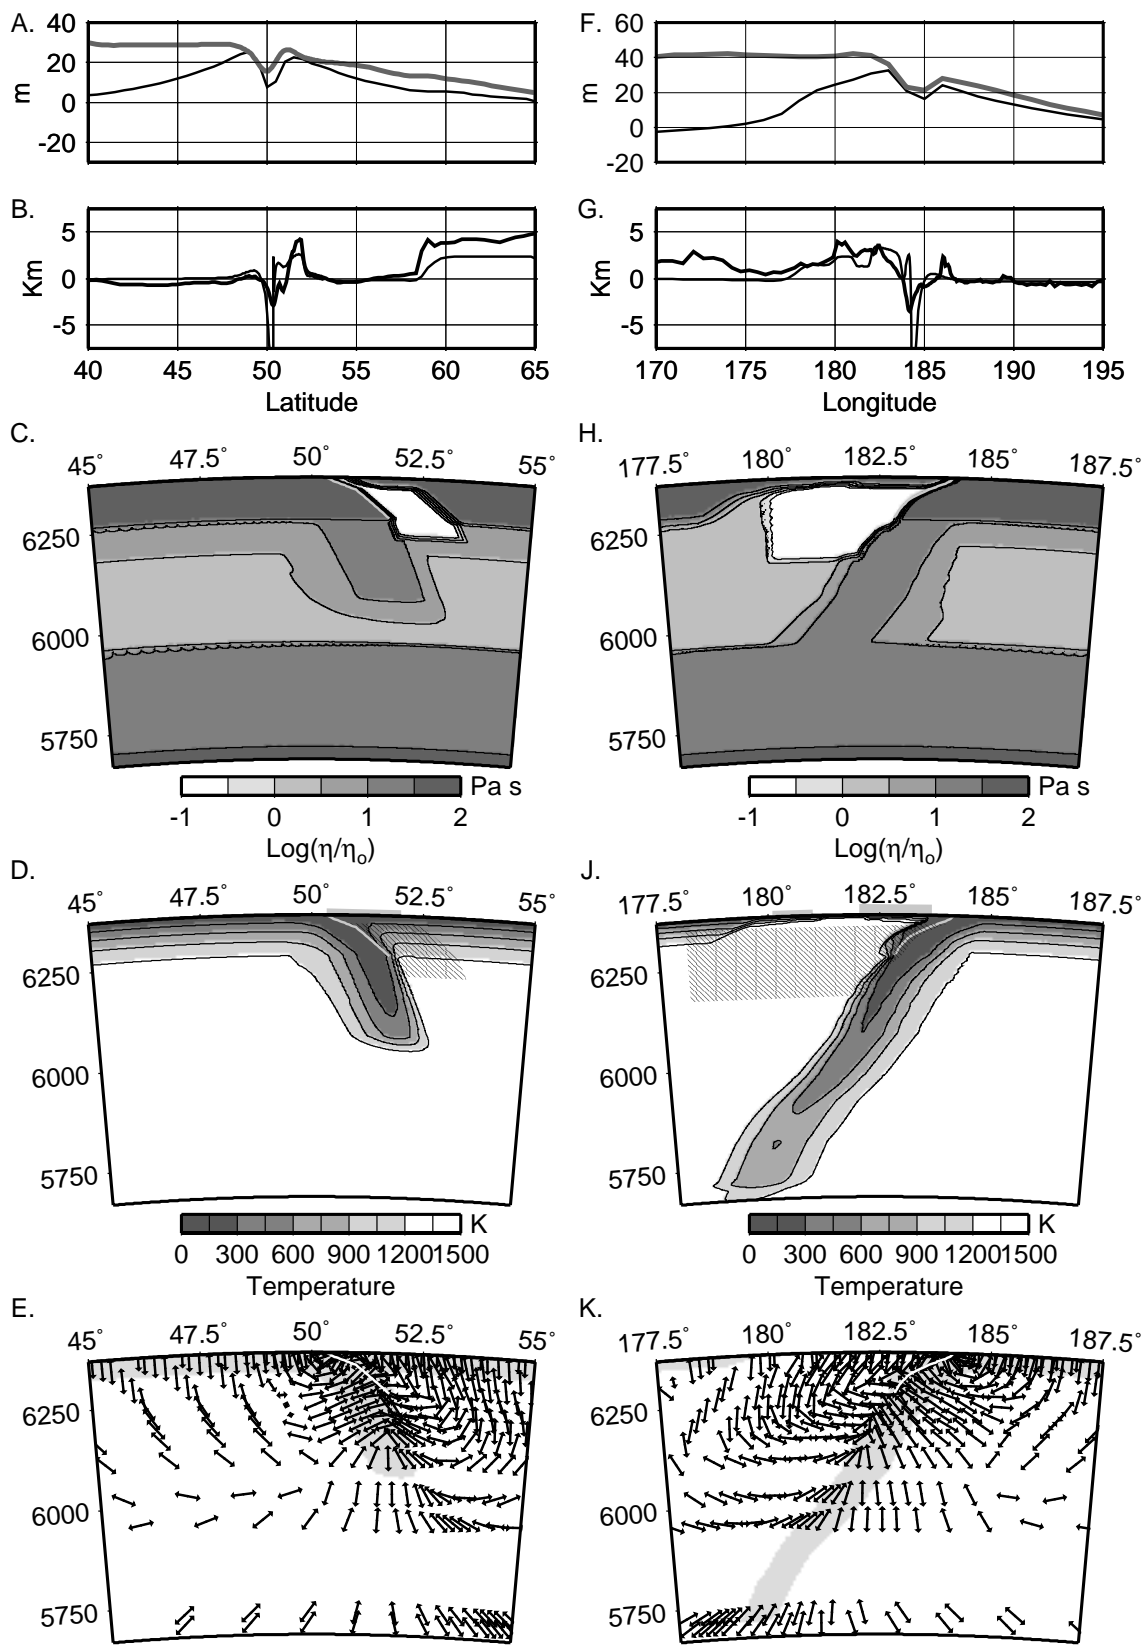 A.
40
20
0
-20
m
B.
5
0
-5
Km
40 45 50 55 60 65
Latitude
C.
45° 47.5° 50° 52.5° 55°
6250
6000
5750
-1 0 1 2 Pa s
Log(η/ηo)
D.
45° 47.5° 50° 52.5° 55°
6250
6000
5750
K
0 300 600 900 1200 1500
Temperature
E.
45° 47.5° 50° 52.5° 55°
6250
6000
5750
F.
60
40
20
0
-20
m
G.
5
0
-5
Km
170 175 180 185 190 195
Longitude
H.
177.5° 180° 182.5° 185° 187.5°
6250
6000
5750
-1 0 1 2 Pa s
Log(η/ηo)
J.
177.5° 180° 182.5° 185° 187.5°
6250
6000
5750
K
0 300 600 900 1200 1500
Temperature
K.
177.5° 180° 182.5° 185° 187.5°
6250
6000
5750